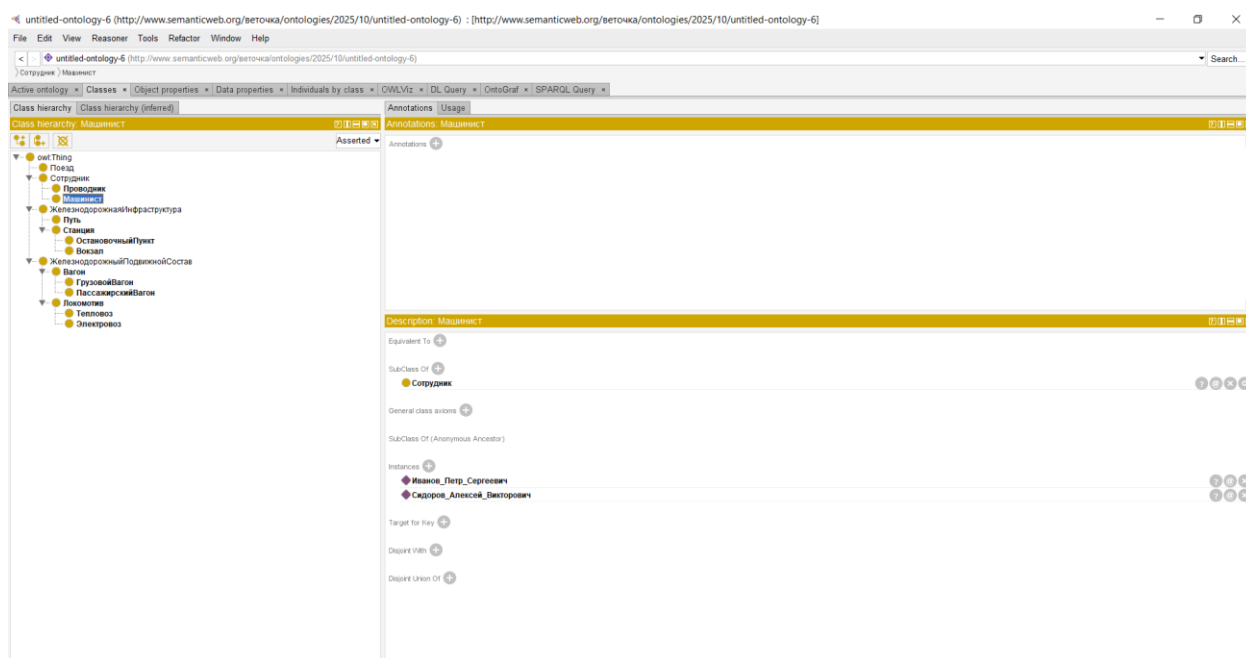 untitled-ontology-6 (http://www.semanticweb.org/веточка/ontologies/2025/10/untitled-ontology-6) : [http://www.semanticweb.org/веточка/ontologies/2025/10/untitled-ontology-6]
File Edit View Reasoner Tools Refactor Window Help
< > untitled-ontology-6 (http://www.semanticweb.org/веточка/ontologies/2025/10/untitled-ontology-6) Search...
Сотрудник Машинист
Active ontology × Classes × Object properties × Data properties × Individuals by class × OWLViz × DL Query × OntoGraf × SPARQL Query ×
Class hierarchy Class hierarchy (inferred)
Class hierarchy: Машинист
Asserted
owl:Thing
Поезд
Сотрудник
Проводник
Машинист
ЖелезнодорожнаяИнфраструктура
Путь
Станция
ОстановочныйПункт
Вокзал
ЖелезнодорожныйПодвижнойСостав
Вагон
ГрузовойВагон
ПассажирскийВагон
Локомотив
Тепловоз
Электровоз
Annotations Usage
Annotations: Машинист
Annotations
Description: Машинист
Equivalent To
SubClass Of
Сотрудник
General class axioms
SubClass Of (Anonymous Ancestor)
Instances
Иванов_Петр_Сергеевич
Сидоров_Алексей_Викторович
Target for Key
Disjoint With
Disjoint Union Of